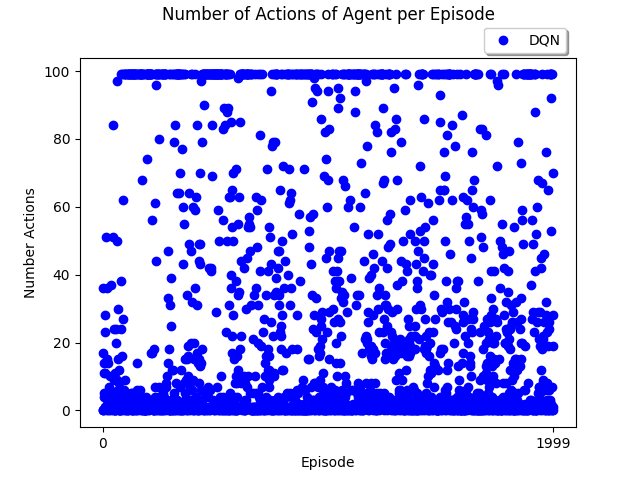 Number of Actions of Agent per Episode
DQN
100
80
60
40
20
0
Number Actions
0
1999
Episode